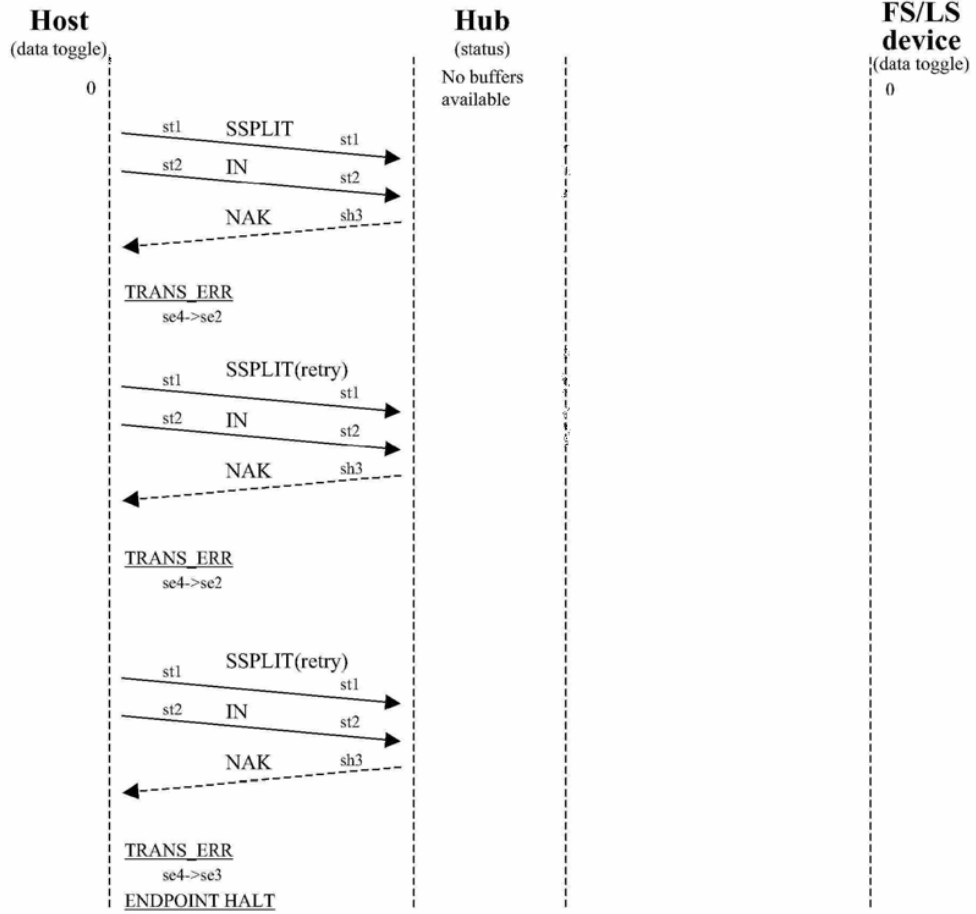 Host
(data toggle)
0
Hub
(status)
No buffers
available
FS/LS
device
(data toggle)
0
st1 SSPLIT st1
st2 IN st2
NAK sh3
TRANS_ERR
se4->se2
st1 SSPLIT(retry) st1
st2 IN st2
NAK sh3
TRANS_ERR
se4->se2
st1 SSPLIT(retry) st1
st2 IN st2
NAK sh3
TRANS_ERR
se4->se3
ENDPOINT HALT